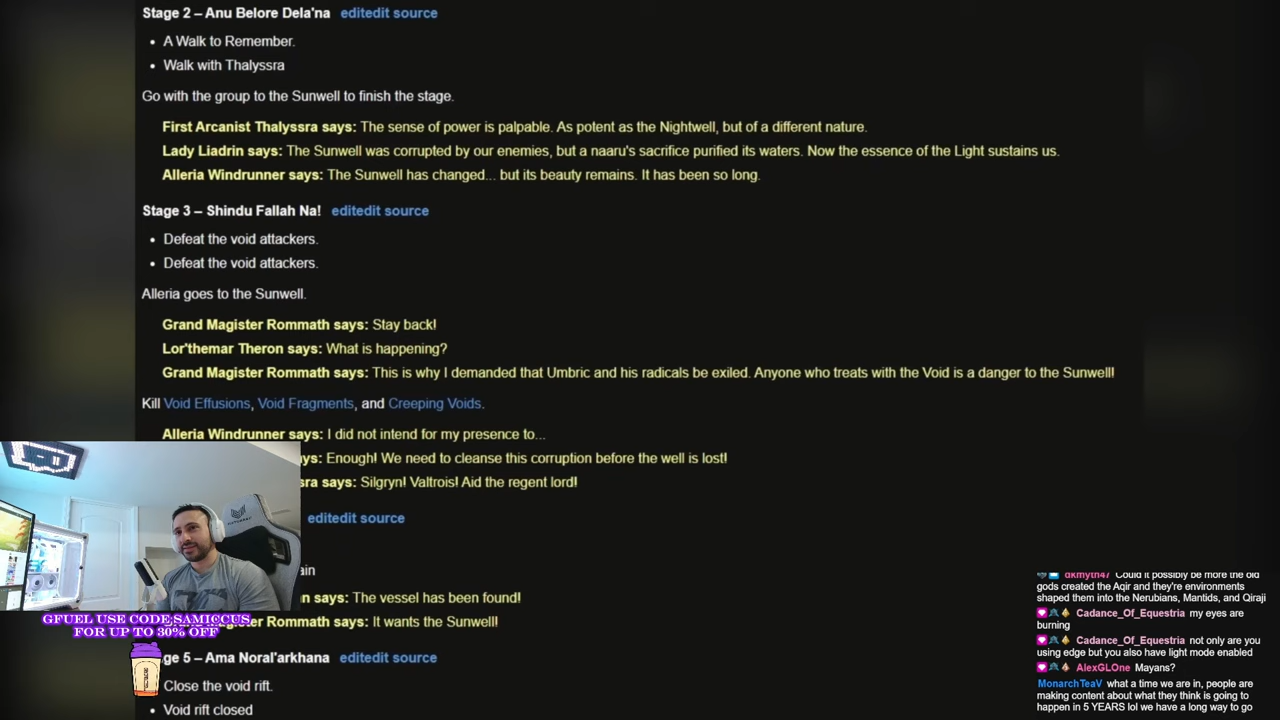 Stage 2 – Anu Belore Dela'na editedit source
• A Walk to Remember.
• Walk with Thalyssra
Go with the group to the Sunwell to finish the stage.
First Arcanist Thalyssra says: The sense of power is palpable. As potent as the Nightwell, but of a different nature.
Lady Liadrin says: The Sunwell was corrupted by our enemies, but a naaru's sacrifice purified its waters. Now the essence of the Light sustains us.
Alleria Windrunner says: The Sunwell has changed... but its beauty remains. It has been so long.
Stage 3 – Shindu Fallah Na! editedit source
• Defeat the void attackers.
• Defeat the void attackers.
Alleria goes to the Sunwell.
Grand Magister Rommath says: Stay back!
Lor'themar Theron says: What is happening?
Grand Magister Rommath says: This is why I demanded that Umbric and his radicals be exiled. Anyone who treats with the Void is a danger to the Sunwell!
Kill Void Effusions, Void Fragments, and Creeping Voids.
Alleria Windrunner says: I did not intend for my presence to...
ys: Enough! We need to cleanse this corruption before the well is lost!
sra says: Silgryn! Valtrois! Aid the regent lord!
editedit source
ain
n says: The vessel has been found!
ster Rommath says: It wants the Sunwell!
ge 5 – Ama Noral'arkhana editedit source
Close the void rift.
• Void rift closed
GFUEL USE CODE SAMICCUS
FOR UP TO 30% OFF
dkmyth47 Could it possibly be more the old
gods created the Aqir and they're environments
shaped them into the Nerubians, Mantids, and Qiraji
Cadance_Of_Equestria my eyes are
burning
Cadance_Of_Equestria not only are you
using edge but you also have light mode enabled
AlexGLOne Mayans?
MonarchTeaV what a time we are in, people are
making content about what they think is going to
happen in 5 YEARS lol we have a long way to go